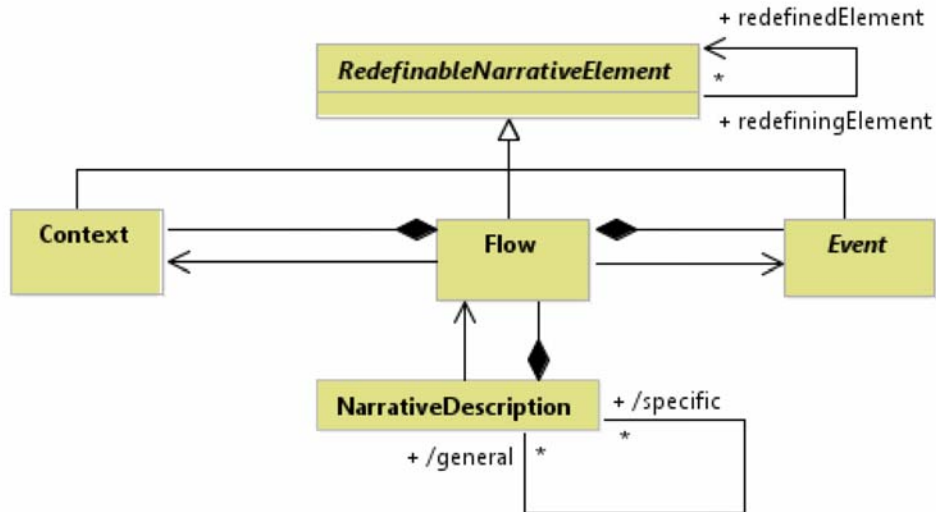 + redefinedElement
RedefinableNarrativeElement
*
+ redefiningElement
Context
Flow
Event
NarrativeDescription
+ /specific
*
+ /general
*